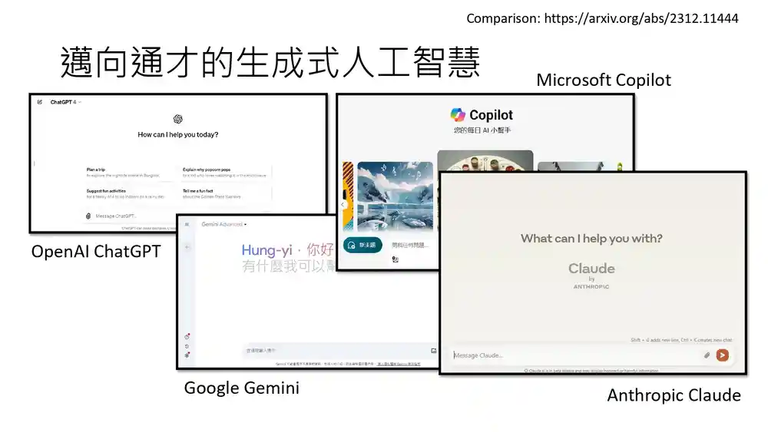 Comparison: https://arxiv.org/abs/2312.11444
邁向通才的生成式人工智慧
Microsoft Copilot
ChatGPT 4
How can I help you today?
Plan a trip
Explain why popcorn pops
Suggest fun activities
Tell me a fun fact
Message ChatGPT...
OpenAI ChatGPT
Copilot
您的每日 AI 小幫手
新主題
Gemini Advanced
Hung-yi，你好
有什麼我可以幫
Google Gemini
What can I help you with?
Claude
by
ANTHROPIC
Message Claude...
Anthropic Claude